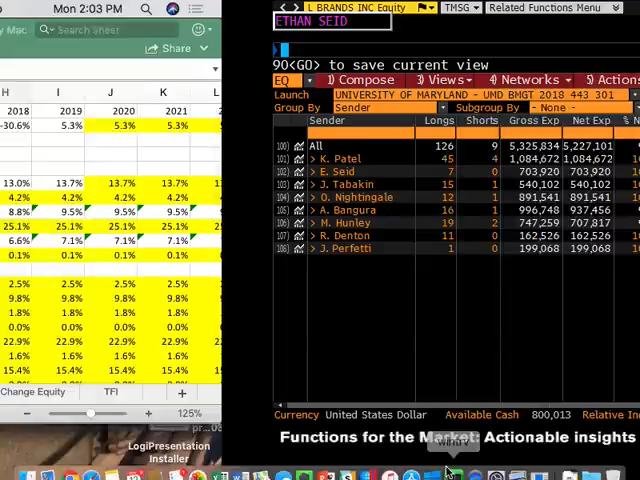 Mon 2:03 PM
L BRANDS INC Equity TMSG Related Functions Menu
ETHAN SEID
y Mac Search Sheet
Share
90<GO> to save current view
EQ 1) Compose 3) Views 4) Networks 5) Actions
Launch UNIVERSITY OF MARYLAND - UMD BMGT 2018 443 301
Group By Sender Subgroup By - None -
H I J K L
2018 2019 2020 2021
-30.6% 5.3% 5.3% 5.3%
13.0% 13.7% 13.7% 13.7%
4.2% 4.2% 4.2% 4.2%
8.8% 9.5% 9.5% 9.5%
25.1% 25.1% 25.1% 25.1%
6.6% 7.1% 7.1% 7.1%
0.1% 0.1% 0.1% 0.1%
2.5% 2.5% 2.5% 2.5%
9.8% 9.8% 9.8% 9.8%
1.8% 1.8% 1.8% 1.8%
0.0% 0.0% 0.0% 0.0%
22.9% 22.9% 22.9% 22.9%
1.6% 1.6% 1.6% 1.6%
15.4% 15.4% 15.4% 15.4%
Sender Longs Shorts Gross Exp Net Exp % N
100) All 126 9 5,325,834 5,227,101
101) > K. Patel 45 4 1,084,672 1,084,672
102) > E. Seid 7 0 703,920 703,920
103) > J. Tabakin 15 1 540,102 540,102
104) > O. Nightingale 12 1 891,541 891,541
105) > A. Bangura 16 1 996,748 937,456
106) > M. Hunley 19 2 747,259 707,817
107) > R. Denton 11 0 162,526 162,526
108) > J. Perfetti 1 0 199,068 199,068
Change Equity TFI +
− + 125%
Currency United States Dollar Available Cash 800,013 Relative In
Functions for the Market: Actionable insights
LogiPresentation
Installer